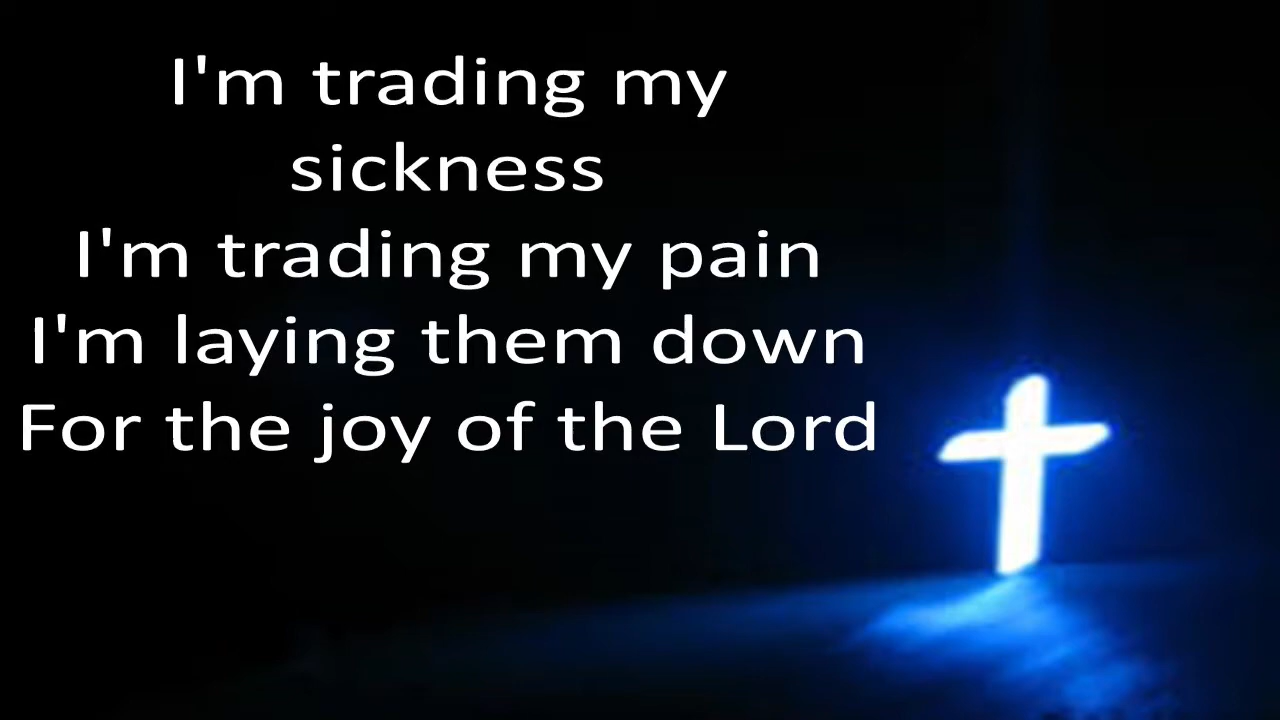 I'm trading my
sickness
I'm trading my pain
I'm laying them down
For the joy of the Lord